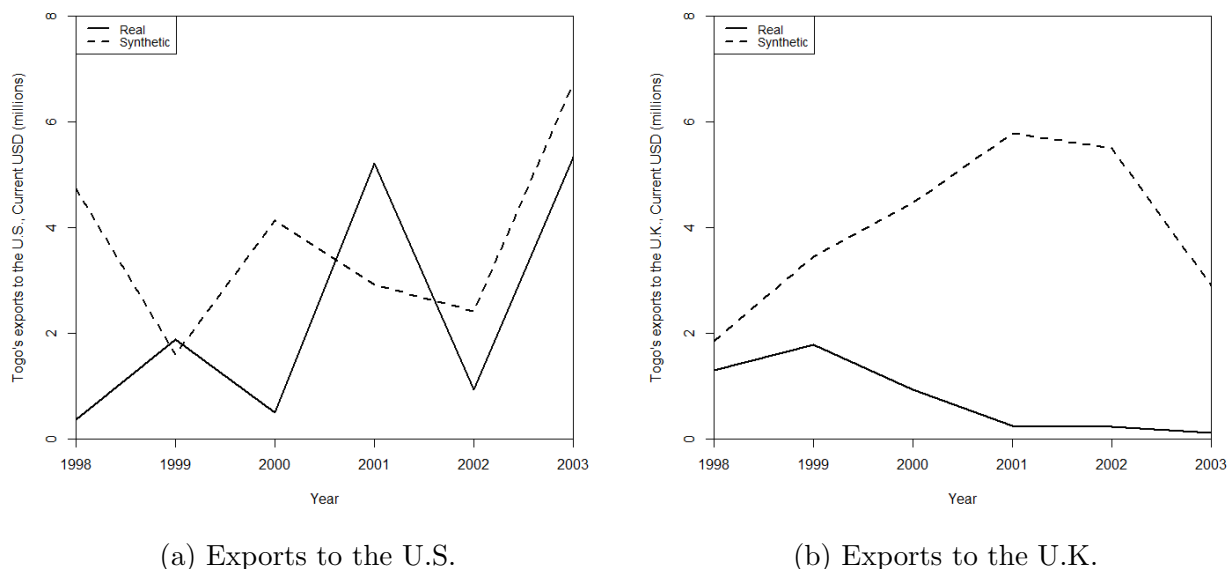 Real
Synthetic
Togo's exports to the U.S., Current USD (millions)
8
6
4
2
0
1998 1999 2000 2001 2002 2003
Year
(a) Exports to the U.S.
Real
Synthetic
Togo's exports to the U.K., Current USD (millions)
8
6
4
2
0
1998 1999 2000 2001 2002 2003
Year
(b) Exports to the U.K.